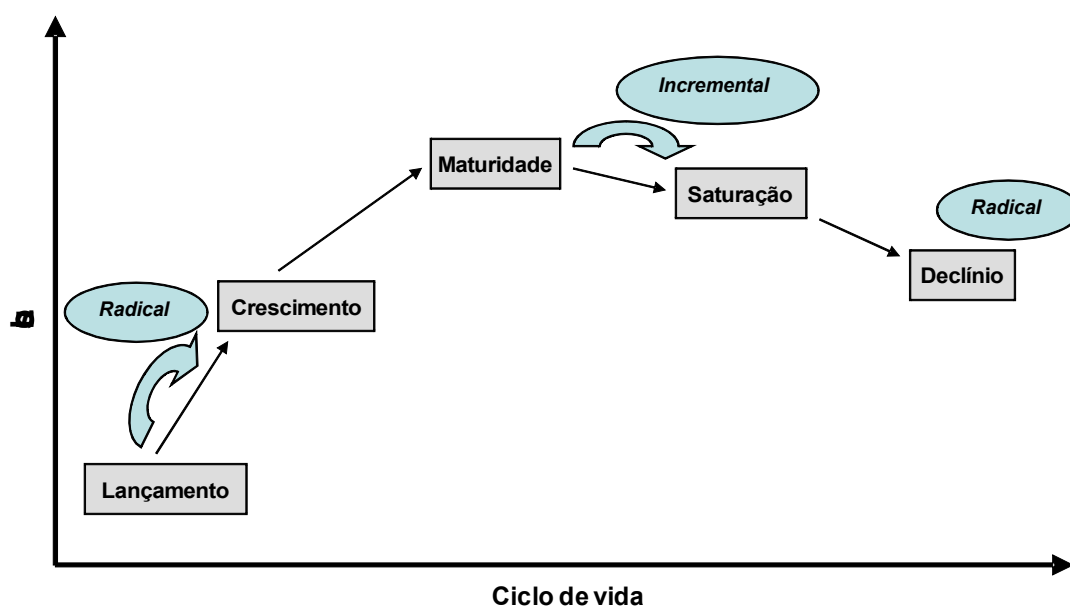 Incremental
Maturidade
Saturação
Radical
Declínio
Radical
Crescimento
Lançamento
Ciclo de vida